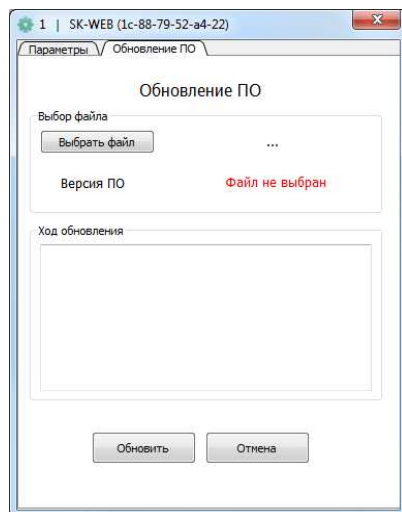 1 | SK-WEB (1c-88-79-52-a4-22)
Параметры Обновление ПО
Обновление ПО
Выбор файла
Выбрать файл ...
Версия ПО Файл не выбран
Ход обновления
Обновить Отмена